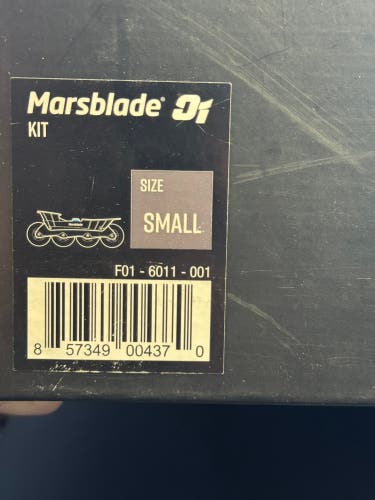 Marsblade® O1
KIT
SIZE
SMALL
F01 - 6011 - 001
8 57349 00437 0